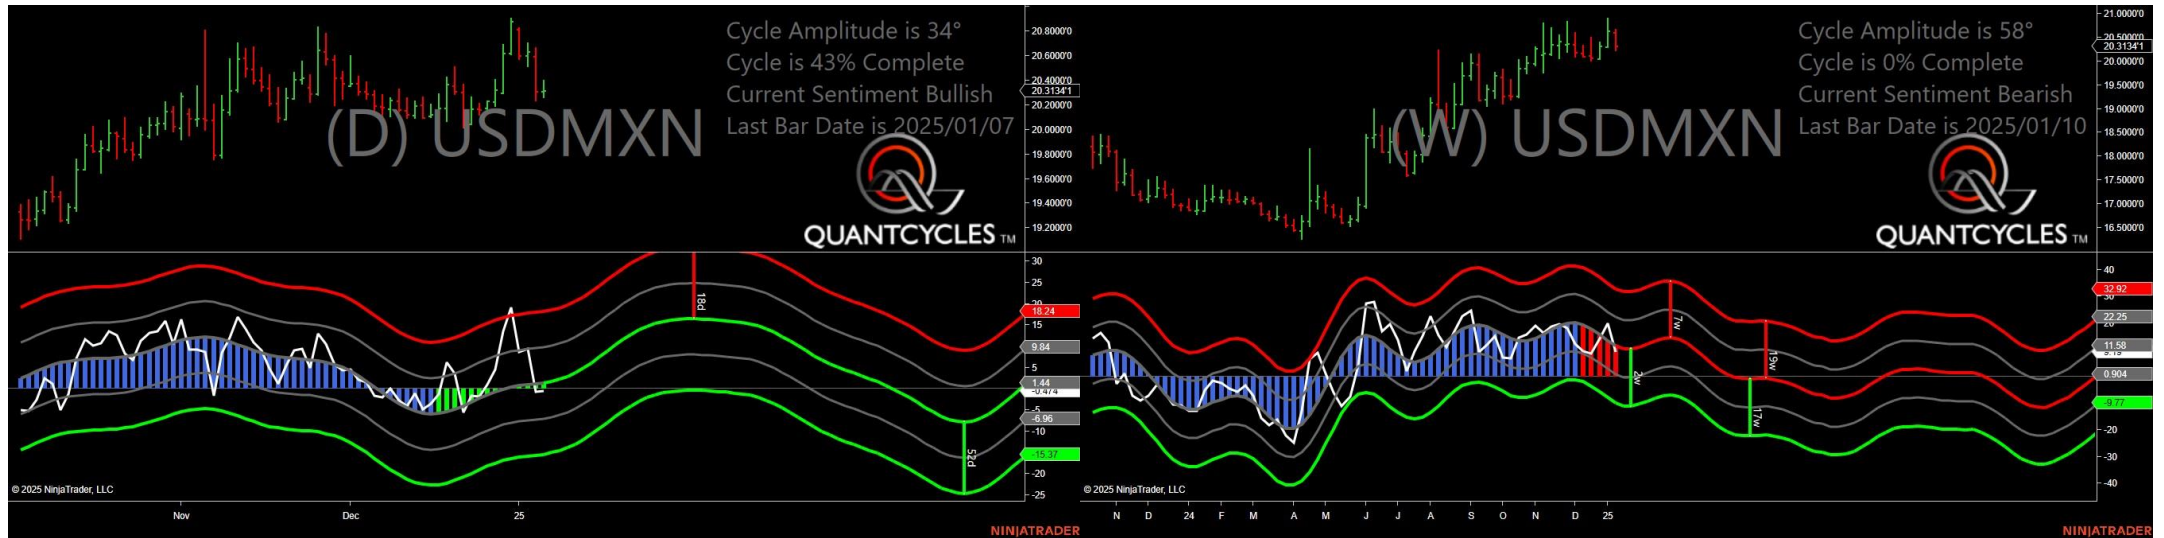 Cycle Amplitude is 34°
Cycle is 43% Complete
Current Sentiment Bullish
Last Bar Date is 2025/01/07
(D) USDMXN
QUANTCYCLES TM
20.8000'0
20.6000'0
20.4000'0
20.3134'1
20.2000'0
20.0000'0
19.8000'0
19.6000'0
19.4000'0
19.2000'0
30
25
20
18.24
15
9.84
5
1.44
-0.474
-5
-6.96
-10
-15.37
-20
-25
18d
52d
© 2025 NinjaTrader, LLC
Nov Dec 25
NINJATRADER
Cycle Amplitude is 58°
Cycle is 0% Complete
Current Sentiment Bearish
Last Bar Date is 2025/01/10
(W) USDMXN
QUANTCYCLES TM
21.0000'0
20.5000'0
20.3134'1
20.0000'0
19.5000'0
19.0000'0
18.5000'0
18.0000'0
17.5000'0
17.0000'0
16.5000'0
40
32.92
30
22.25
20
11.58
9.19
0.904
-9.77
-20
-30
-40
7w
19w
2w
17w
© 2025 NinjaTrader, LLC
N D 24 F M A M J J A S O N D 25
NINJATRADER